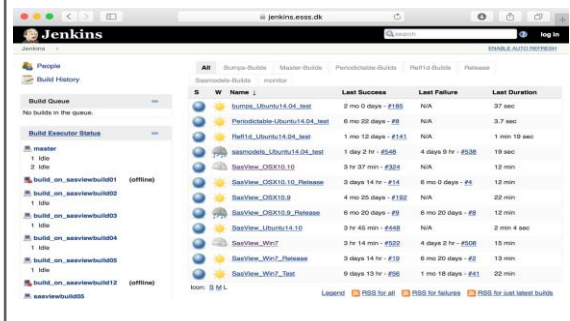 jenkins.esss.dk
Jenkins
search
log in
Jenkins
ENABLE AUTO REFRESH
People
Build History
Build Queue
No builds in the queue.
Build Executor Status
master
1 Idle
2 Idle
build_on_sasviewbuild01 (offline)
build_on_sasviewbuild02
1 Idle
build_on_sasviewbuild03
1 Idle
build_on_sasviewbuild04
1 Idle
build_on_sasviewbuild05
1 Idle
build_on_sasviewbuild12 (offline)
sasviewbuild05
All Bumps-Builds Master-Builds Periodictable-Builds Refl1d-Builds Release
Sasmodels-Builds monitor
S W Name ↓ Last Success Last Failure Last Duration
bumps_Ubuntu14.04_test 2 mo 0 days - #185 N/A 37 sec
Periodictable-Ubuntu14.04_test 6 mo 22 days - #8 N/A 3.7 sec
Refl1d_Ubuntu14.04_test 1 mo 12 days - #141 N/A 1 min 19 sec
sasmodels_Ubuntu14.04_test 1 day 2 hr - #548 4 days 9 hr - #538 19 sec
SasView_OSX10.10 3 hr 37 min - #324 N/A 12 min
SasView_OSX10.10_Release 3 days 14 hr - #14 6 mo 0 days - #4 12 min
SasView_OSX10.9 4 mo 25 days - #192 N/A 22 min
SasView_OSX10.9_Release 6 mo 20 days - #9 6 mo 20 days - #8 12 min
SasView_Ubuntu14.10 3 hr 45 min - #448 N/A 2 min 4 sec
SasView_Win7 3 hr 14 min - #522 4 days 2 hr - #506 15 min
SasView_Win7_Release 3 days 14 hr - #19 6 mo 20 days - #2 13 min
SasView_Win7_Test 9 days 13 hr - #56 1 mo 18 days - #41 22 min
Icon: S M L
Legend RSS for all RSS for failures RSS for just latest builds